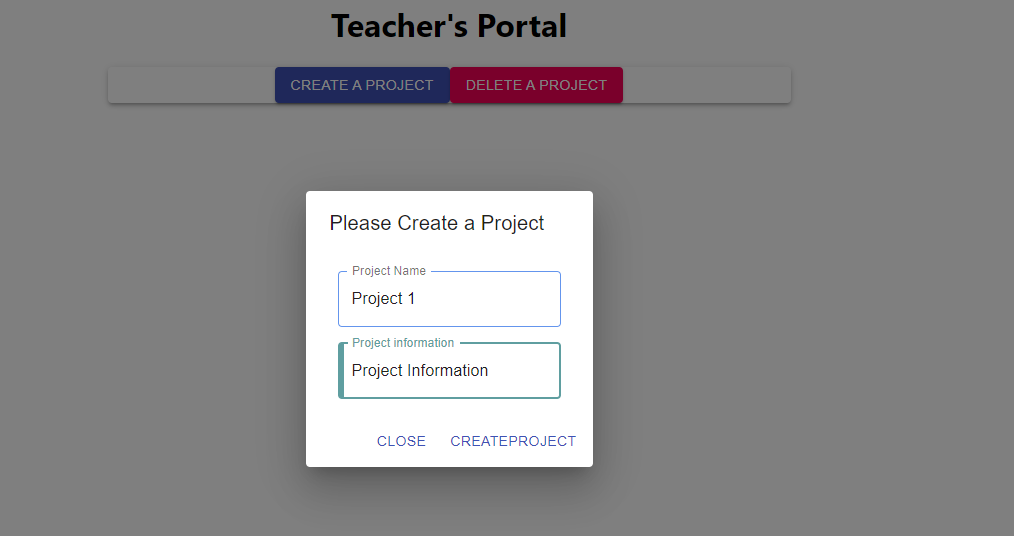 Teacher's Portal
CREATE A PROJECT DELETE A PROJECT
Please Create a Project
Project Name
Project 1
Project information
Project Information
CLOSE CREATEPROJECT